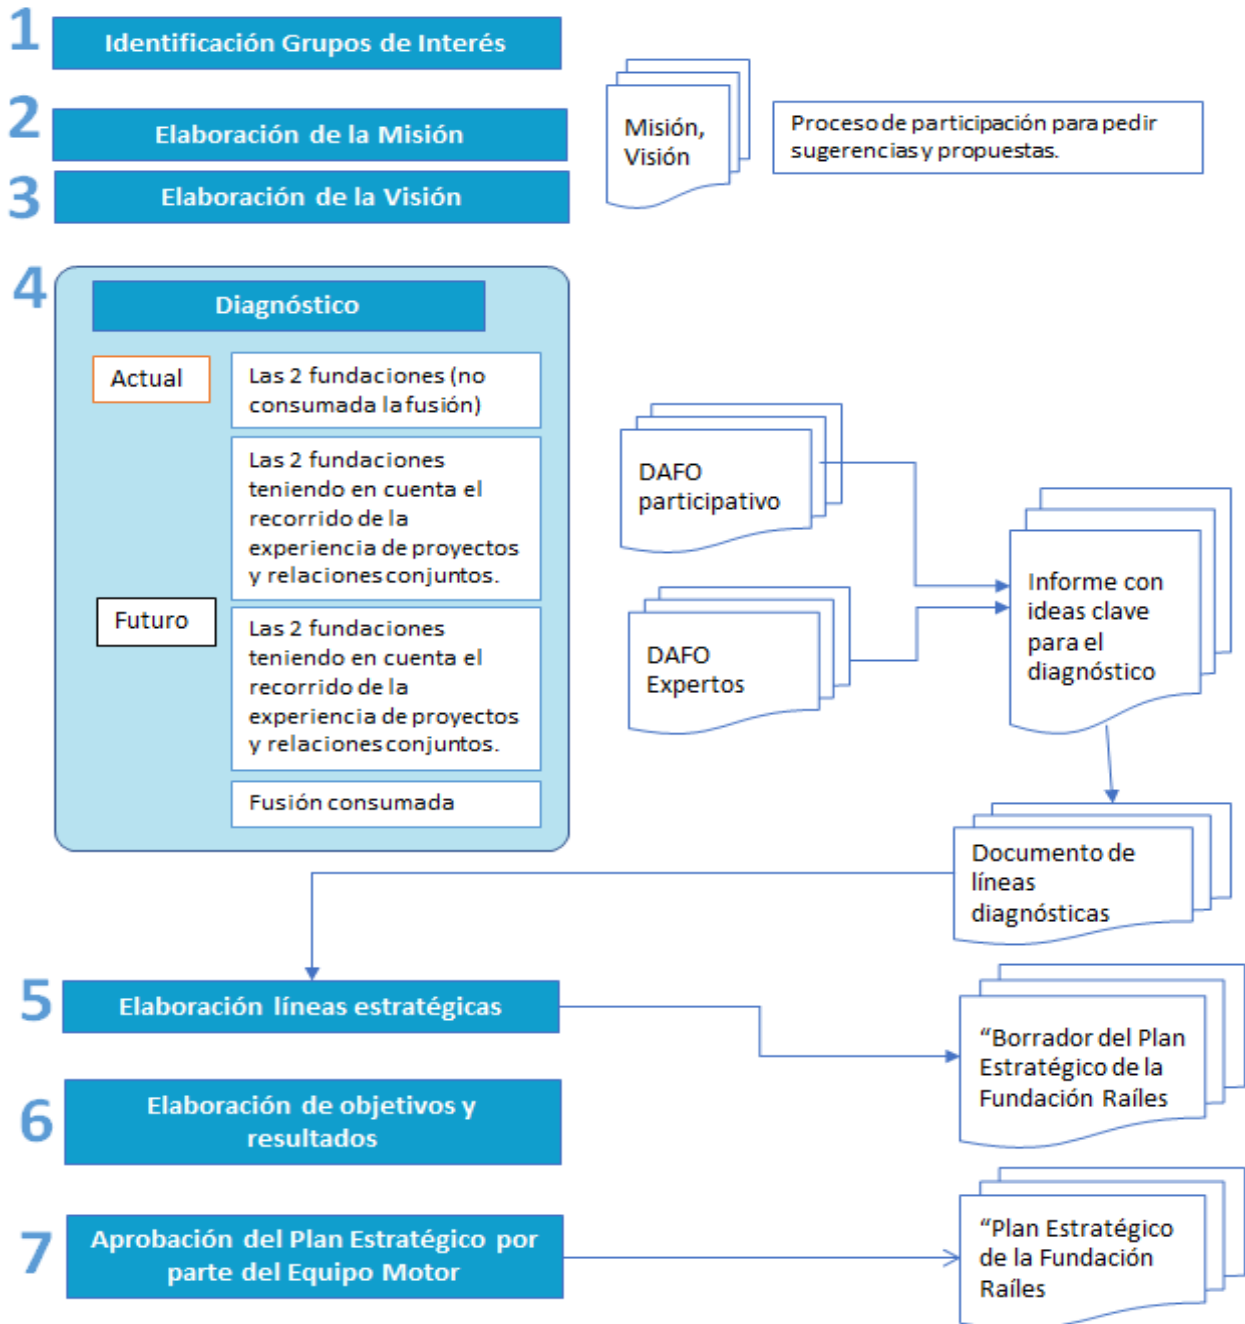 1
Identificación Grupos de Interés
2
Elaboración de la Misión
3
Elaboración de la Visión
Misión,
Visión
Proceso de participación para pedir
sugerencias y propuestas.
4
Diagnóstico
Actual
Las 2 fundaciones (no
consumada la fusión)
Las 2 fundaciones
teniendo en cuenta el
recorrido de la
experiencia de proyectos
y relaciones conjuntos.
Futuro
Las 2 fundaciones
teniendo en cuenta el
recorrido de la
experiencia de proyectos
y relaciones conjuntos.
Fusión consumada
DAFO
participativo
DAFO
Expertos
Informe con
ideas clave
para el
diagnóstico
Documento de
líneas
diagnósticas
5
Elaboración líneas estratégicas
“Borrador del Plan
Estratégico de la
Fundación Raíles
6
Elaboración de objetivos y
resultados
7
Aprobación del Plan Estratégico por
parte del Equipo Motor
“Plan Estratégico
de la Fundación
Raíles